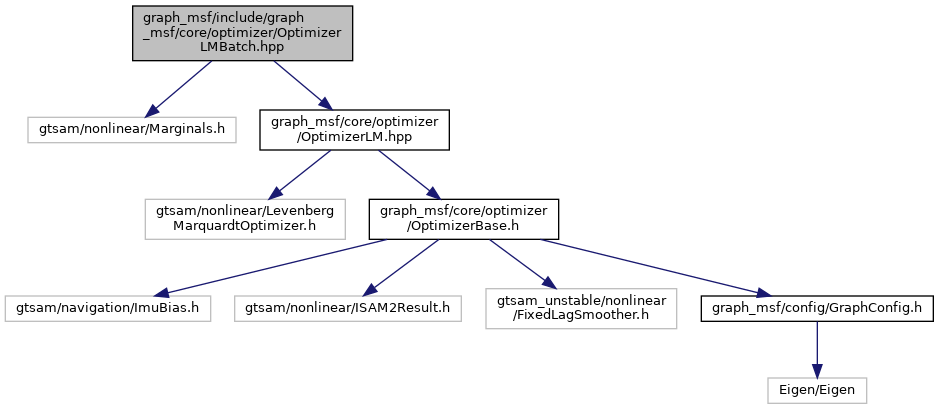 graph_msf/include/graph
_msf/core/optimizer/Optimizer
LMBatch.hpp
gtsam/nonlinear/Marginals.h
graph_msf/core/optimizer
/OptimizerLM.hpp
gtsam/nonlinear/Levenberg
MarquardtOptimizer.h
graph_msf/core/optimizer
/OptimizerBase.h
gtsam/navigation/ImuBias.h
gtsam/nonlinear/ISAM2Result.h
gtsam_unstable/nonlinear
/FixedLagSmoother.h
graph_msf/config/GraphConfig.h
Eigen/Eigen